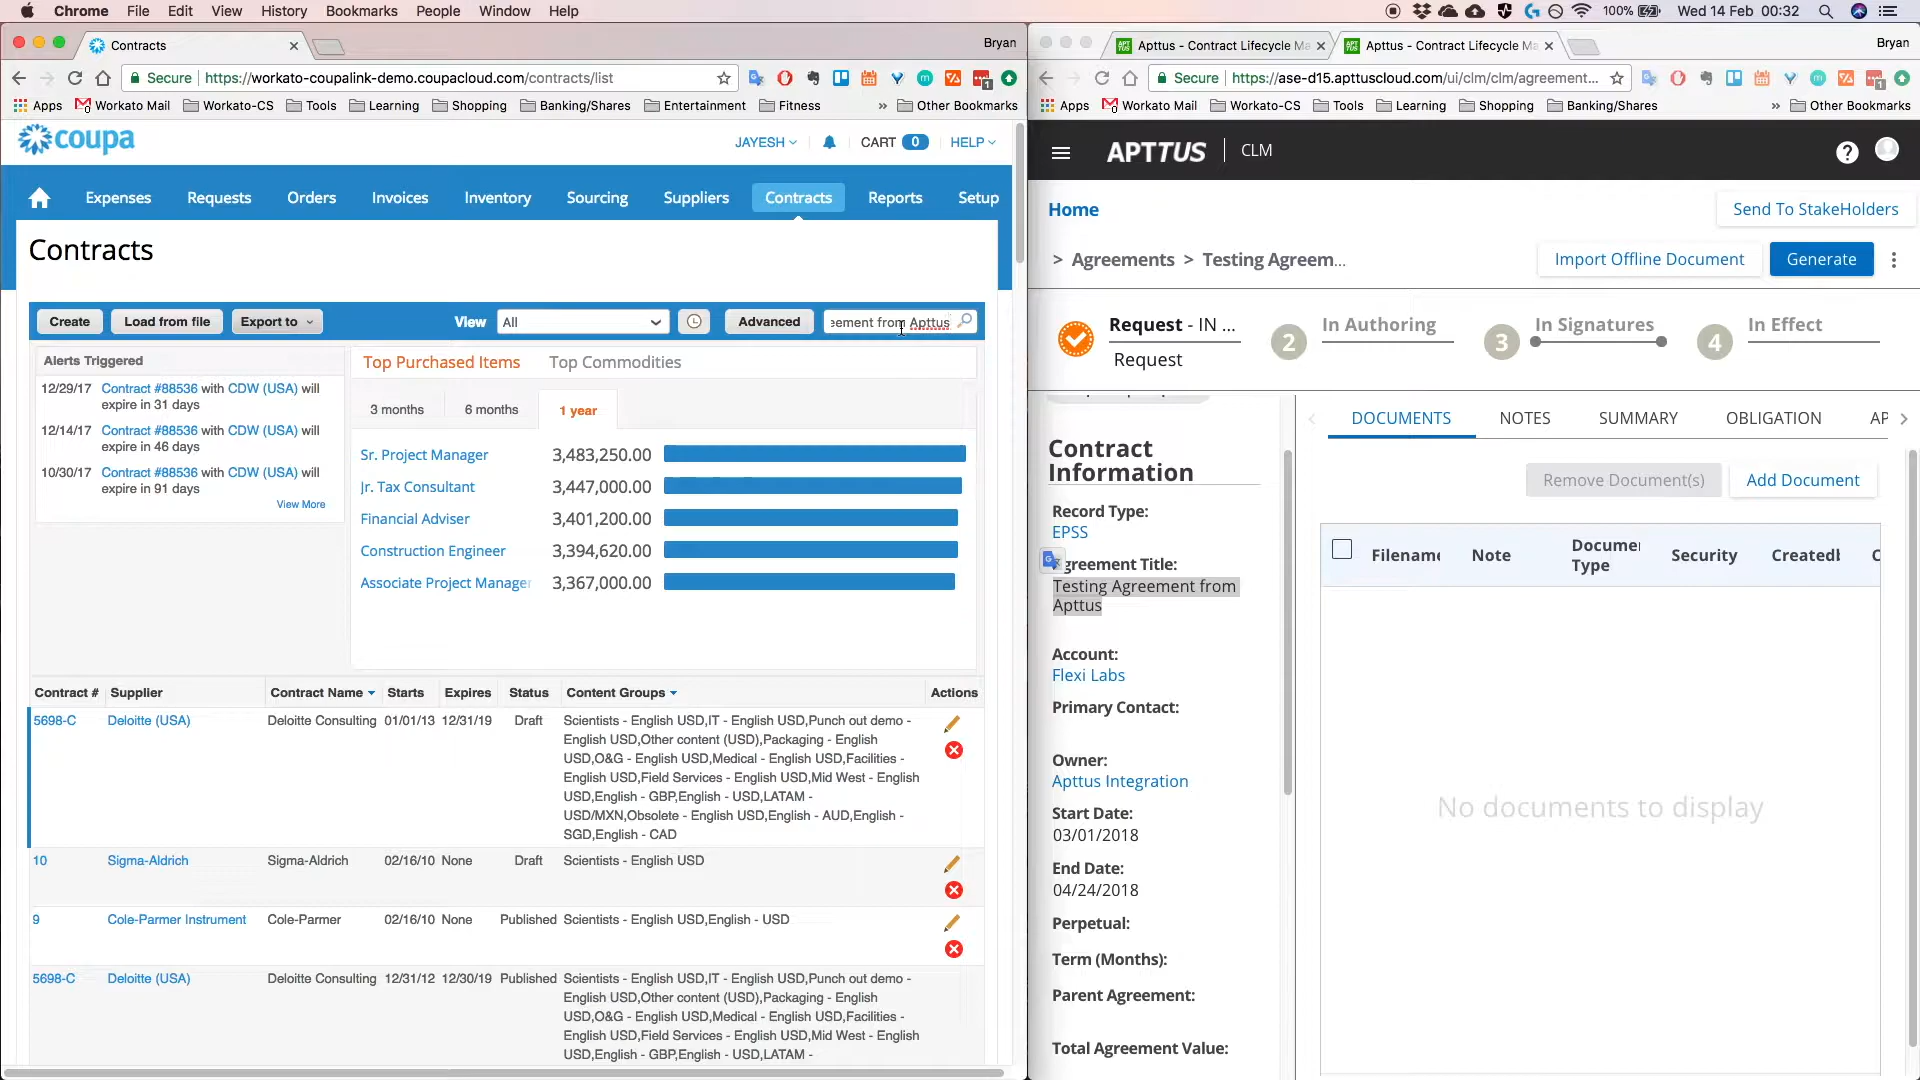 Chrome File Edit View History Bookmarks People Window Help
100% Wed 14 Feb 00:32
Contracts
Bryan
Secure https://workato-coupalink-demo.coupacloud.com/contracts/list
Apps Workato Mail Workato-CS Tools Learning Shopping Banking/Shares Entertainment Fitness » Other Bookmarks
coupa
JAYESH CART 0 HELP
Expenses Requests Orders Invoices Inventory Sourcing Suppliers Contracts Reports Setup
Contracts
Create Load from file Export to View All Advanced eement from Apttus
Alerts Triggered
12/29/17 Contract #88536 with CDW (USA) will
expire in 31 days
12/14/17 Contract #88536 with CDW (USA) will
expire in 46 days
10/30/17 Contract #88536 with CDW (USA) will
expire in 91 days
View More
Top Purchased Items Top Commodities
3 months 6 months 1 year
Sr. Project Manager 3,483,250.00
Jr. Tax Consultant 3,447,000.00
Financial Adviser 3,401,200.00
Construction Engineer 3,394,620.00
Associate Project Manager 3,367,000.00
Contract # Supplier Contract Name Starts Expires Status Content Groups Actions
5698-C Deloitte (USA) Deloitte Consulting 01/01/13 12/31/19 Draft Scientists - English USD,IT - English USD,Punch out demo -
English USD,Other content (USD),Packaging - English
USD,O&G - English USD,Medical - English USD,Facilities -
English USD,Field Services - English USD,Mid West - English
USD,English - GBP,English - USD,LATAM -
USD/MXN,Obsolete - English USD,English - AUD,English -
SGD,English - CAD
10 Sigma-Aldrich Sigma-Aldrich 02/16/10 None Draft Scientists - English USD
9 Cole-Parmer Instrument Cole-Parmer 02/16/10 None Published Scientists - English USD,English - USD
5698-C Deloitte (USA) Deloitte Consulting 12/31/12 12/30/19 Published Scientists - English USD,IT - English USD,Punch out demo -
English USD,Other content (USD),Packaging - English
USD,O&G - English USD,Medical - English USD,Facilities -
English USD,Field Services - English USD,Mid West - English
USD,English - GBP,English - USD,LATAM -
Apttus - Contract Lifecycle Ma Apttus - Contract Lifecycle Ma
Bryan
Secure https://ase-d15.apttuscloud.com/ui/clm/clm/agreement...
Apps Workato Mail Workato-CS Tools Learning Shopping Banking/Shares » Other Bookmarks
APTTUS CLM
Home
Send To StakeHolders
> Agreements > Testing Agreem... Import Offline Document Generate
Request - IN ...
Request
2 In Authoring
3 In Signatures
4 In Effect
Contract
Information
Record Type:
EPSS
greement Title:
Testing Agreement from
Apttus
Account:
Flexi Labs
Primary Contact:
Owner:
Apttus Integration
Start Date:
03/01/2018
End Date:
04/24/2018
Perpetual:
Term (Months):
Parent Agreement:
Total Agreement Value:
DOCUMENTS NOTES SUMMARY OBLIGATION AP
Remove Document(s) Add Document
Filename Note Documen Type Security Createdb C
No documents to display